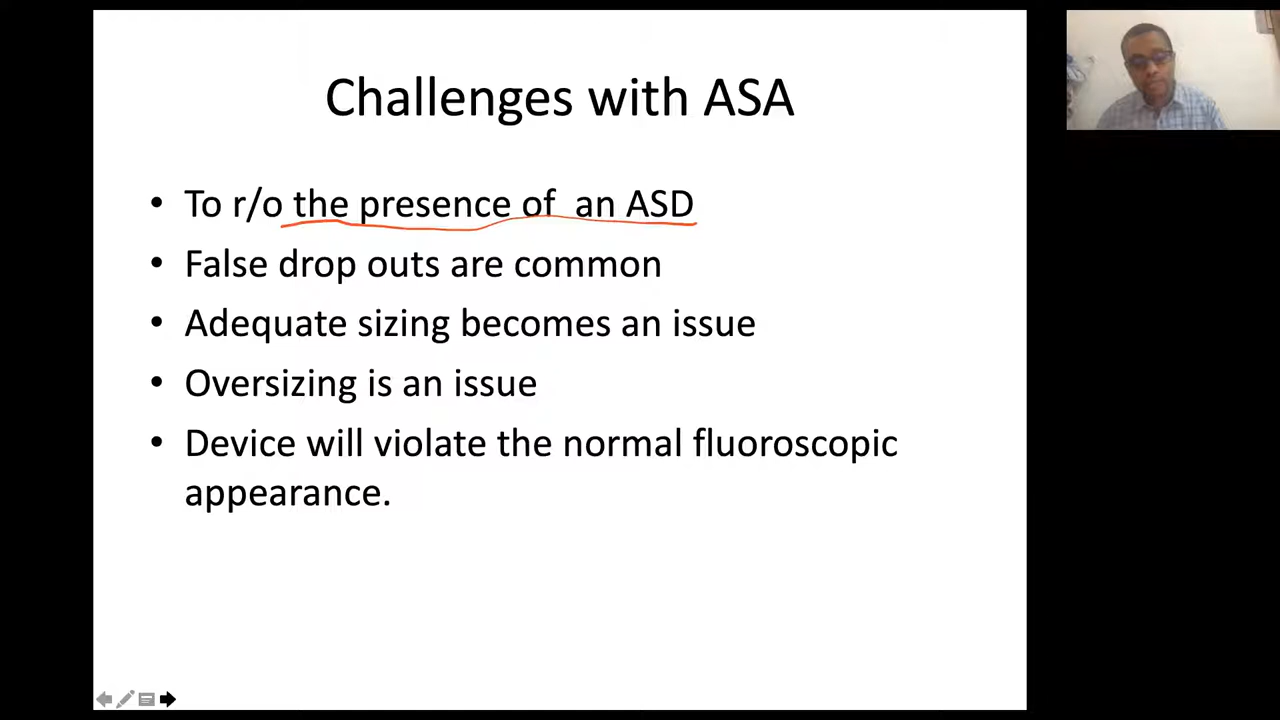 Challenges with ASA
• To r/o the presence of an ASD
• False drop outs are common
• Adequate sizing becomes an issue
• Oversizing is an issue
• Device will violate the normal fluoroscopic
appearance.